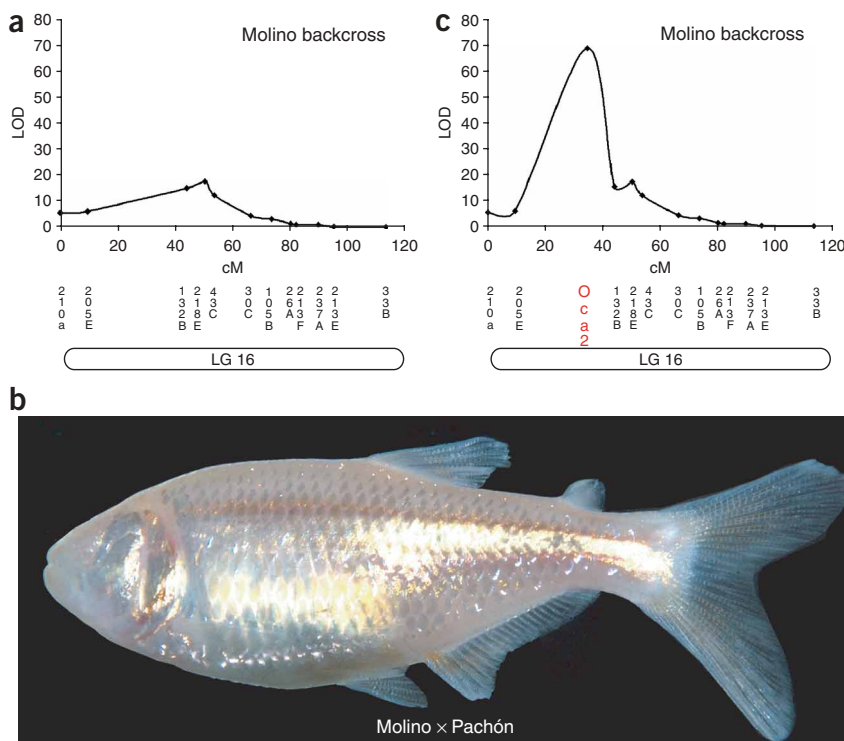 a
Molino backcross
80
70
60
50
40
30
20
10
0
LOD
0 20 40 60 80 100 120
cM
210a 205E 132B 218E 43C 30C 105B 26A 213F 237A 213E 33B
LG 16
c
Molino backcross
80
70
60
50
40
30
20
10
0
LOD
0 20 40 60 80 100 120
cM
210a 205E Oca2 132B 218E 43C 30C 105B 26A 213F 237A 213E 33B
LG 16
b
Molino × Pachón